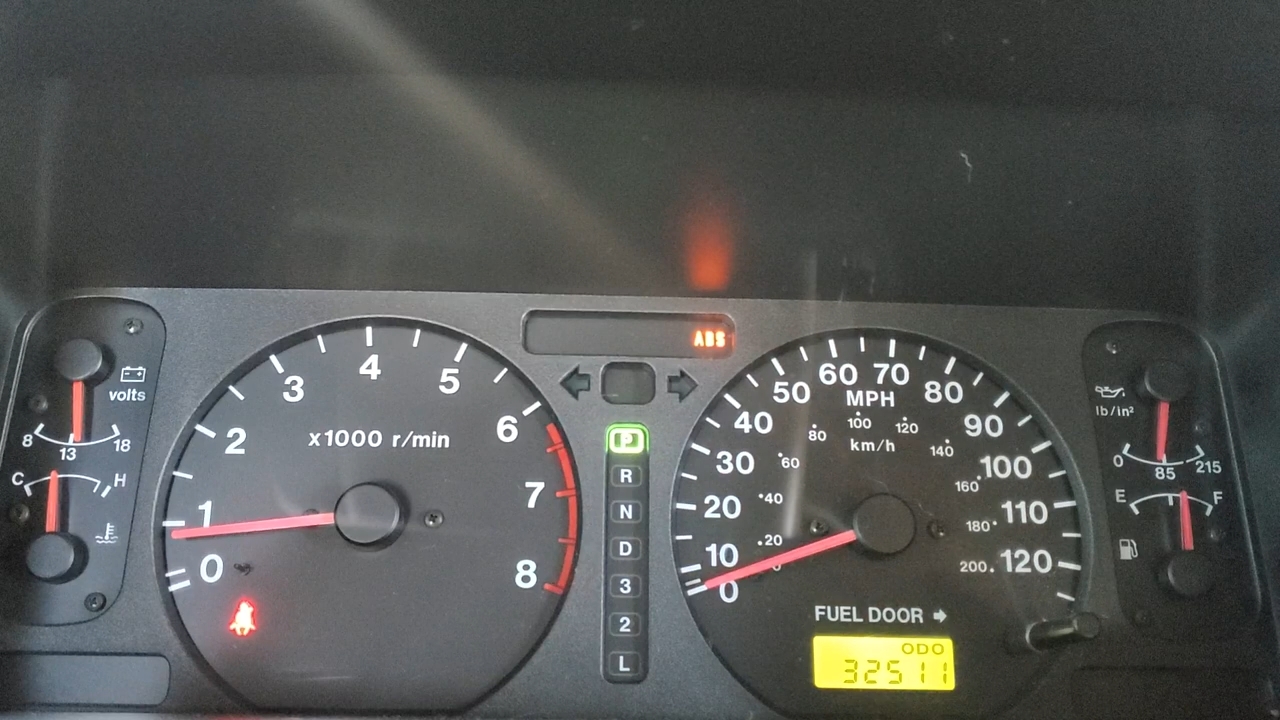 volts
8 13 18
C H
0 1 2 3 4 5 6 7 8
x1000 r/min
ABS
P
R
N
D
3
2
L
0 10 20 30 40 50 60 70 80 90 100 110 120
MPH
km/h
20 40 60 80 100 120 140 160 180 200
FUEL DOOR
ODO
32511
lb/in²
0 85 215
E F